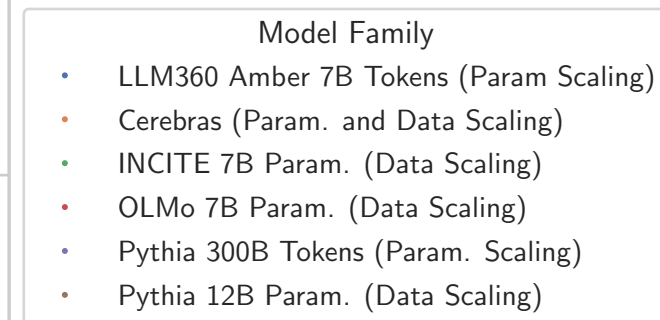 Model Family
LLM360 Amber 7B Tokens (Param Scaling)
Cerebras (Param. and Data Scaling)
INCITE 7B Param. (Data Scaling)
OLMo 7B Param. (Data Scaling)
Pythia 300B Tokens (Param. Scaling)
Pythia 12B Param. (Data Scaling)